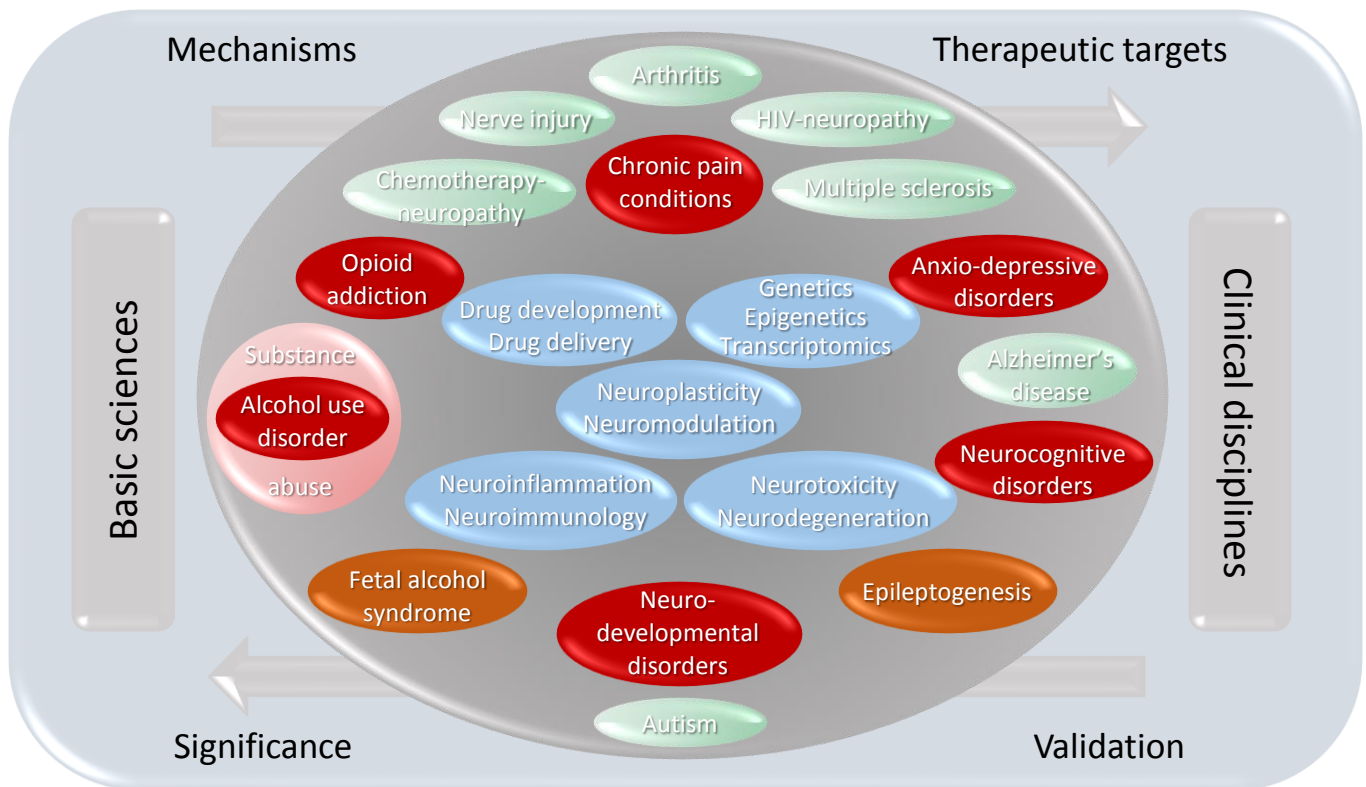 Mechanisms
Therapeutic targets
Arthritis
Nerve injury
HIV-neuropathy
Chronic pain
conditions
Chemotherapy-
neuropathy
Multiple sclerosis
Opioid
addiction
Anxio-depressive
disorders
Drug development
Drug delivery
Genetics
Epigenetics
Transcriptomics
Basic sciences
Substance
Alcohol use
disorder
abuse
Neuroplasticity
Neuromodulation
Alzheimer's
disease
Clinical disciplines
Neurocognitive
disorders
Neuroinflammation
Neuroimmunology
Neurotoxicity
Neurodegeneration
Fetal alcohol
syndrome
Neuro-
developmental
disorders
Epileptogenesis
Autism
Significance
Validation